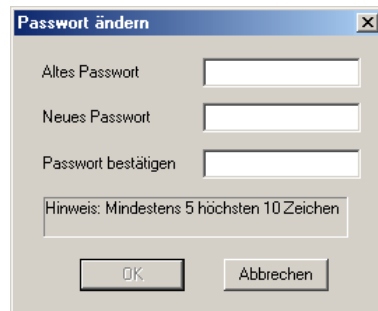 Passwort ändern
Altes Passwort
Neues Passwort
Passwort bestätigen
Hinweis: Mindestens 5 höchsten 10 Zeichen
OK
Abbrechen